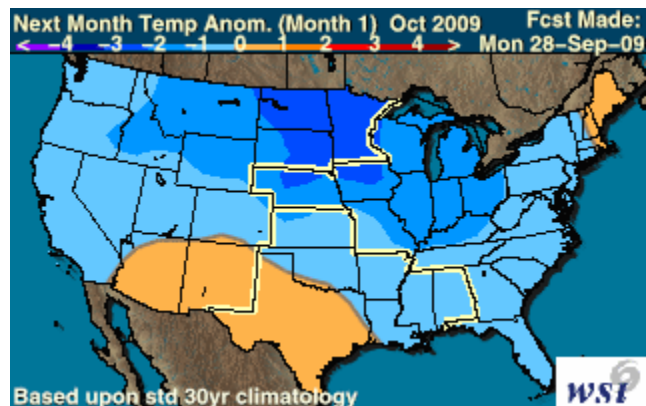 Next Month Temp Anom. (Month 1) Oct 2009 Fcst Made:
< -4 -3 -2 -1 0 1 2 3 4 > Mon 28-Sep-09
Based upon std 30yr climatology
wsi